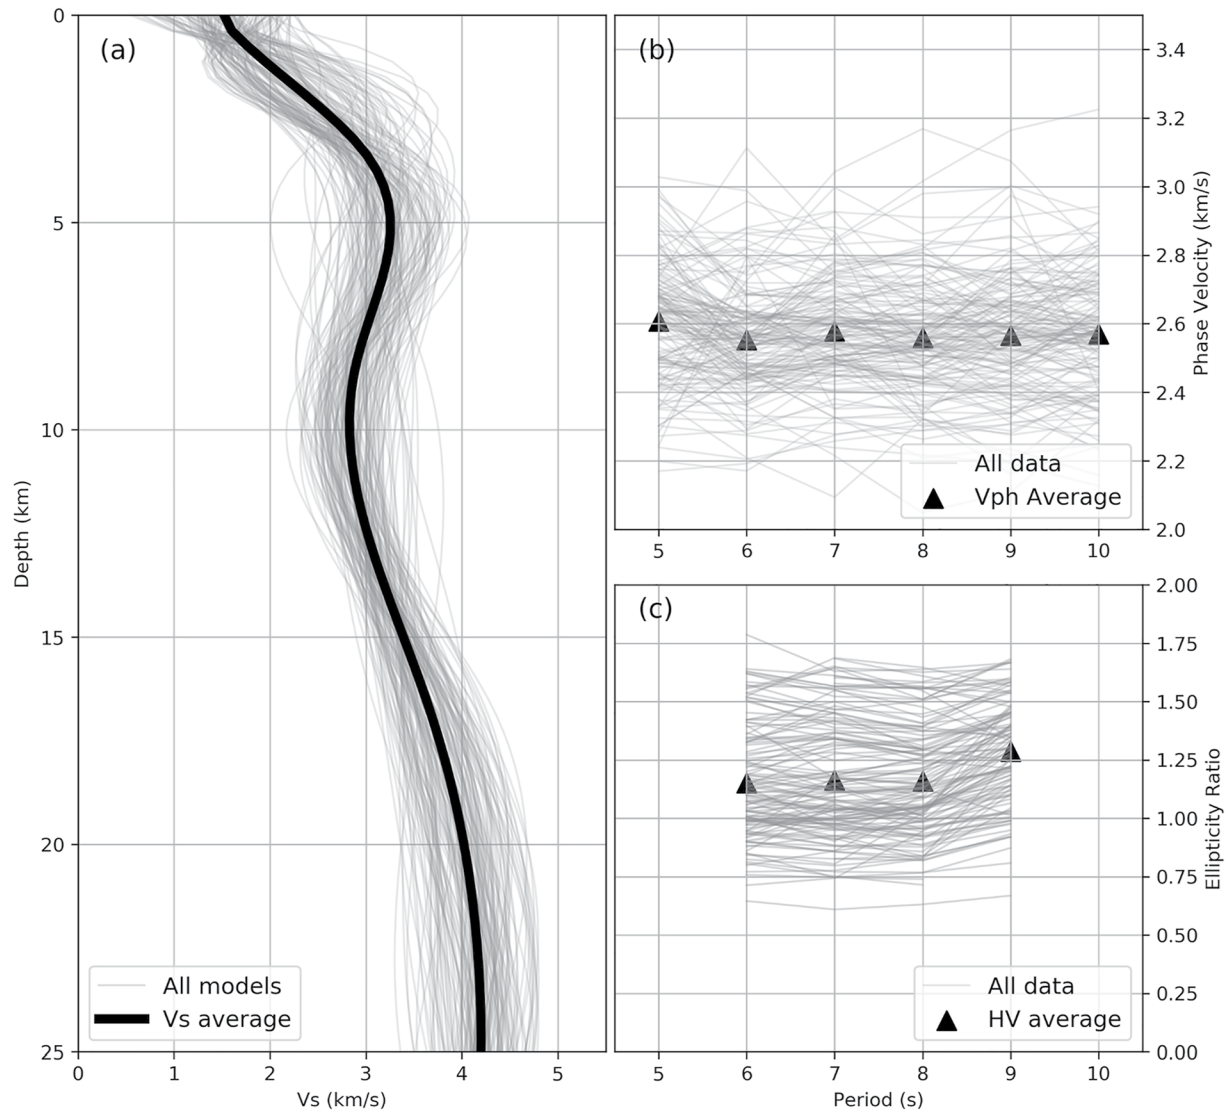 (a)
0
5
10
15
20
25
Depth (km)
All models
Vs average
0 1 2 3 4 5
Vs (km/s)
(b)
3.4
3.2
3.0
2.8
2.6
2.4
2.2
2.0
Phase Velocity (km/s)
All data
Vph Average
5 6 7 8 9 10
(c)
2.00
1.75
1.50
1.25
1.00
0.75
0.50
0.25
0.00
Ellipticity Ratio
All data
HV average
5 6 7 8 9 10
Period (s)